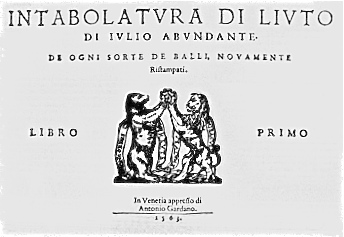 INTABOLATVRA DI LIVTO
DI IVLIO ABVNDANTE.
DE OGNI SORTE DE BALLI, NOVAMENTE
Ristampati.
LIBRO PRIMO
In Venetia appresso di
Antonio Gardano.
1563.